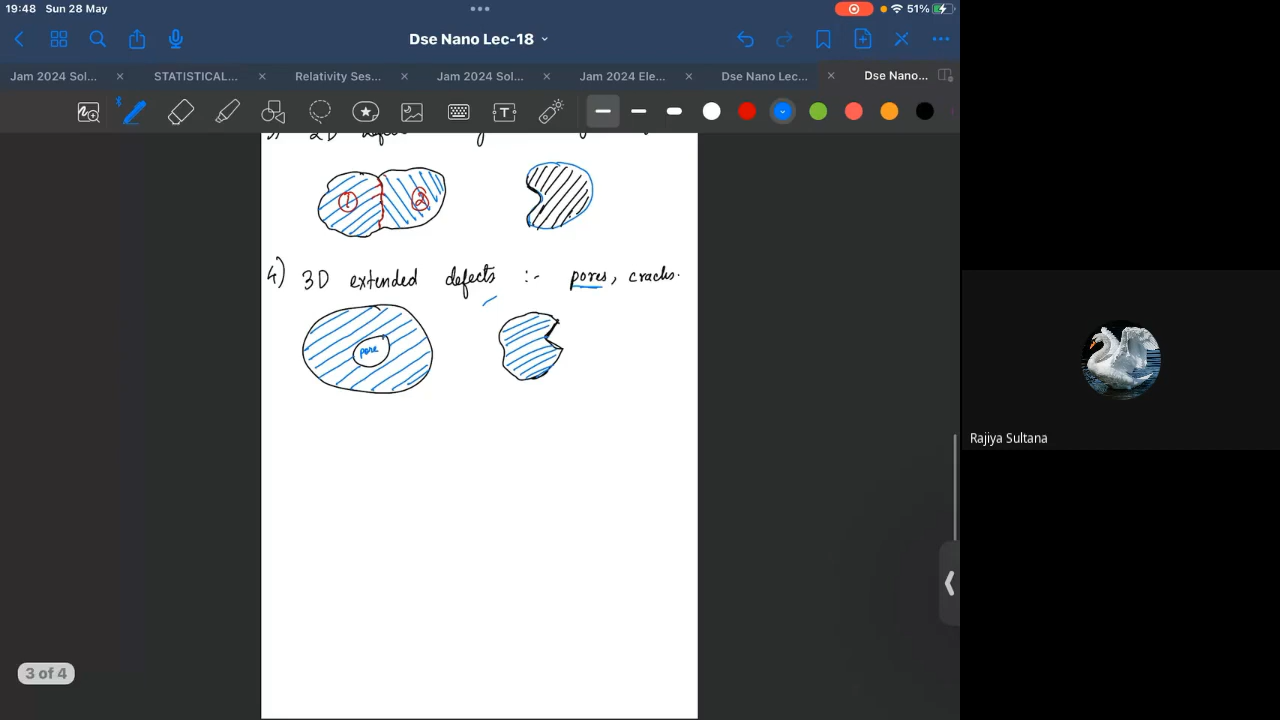 19:48 Sun 28 May
51%
Dse Nano Lec-18
Jam 2024 Sol...
STATISTICAL...
Relativity Ses...
Jam 2024 Sol...
Jam 2024 Ele...
Dse Nano Lec...
Dse Nano...
2D
1 2
4) 3D extended defects :- pores, cracks.
pore
Rajiya Sultana
3 of 4